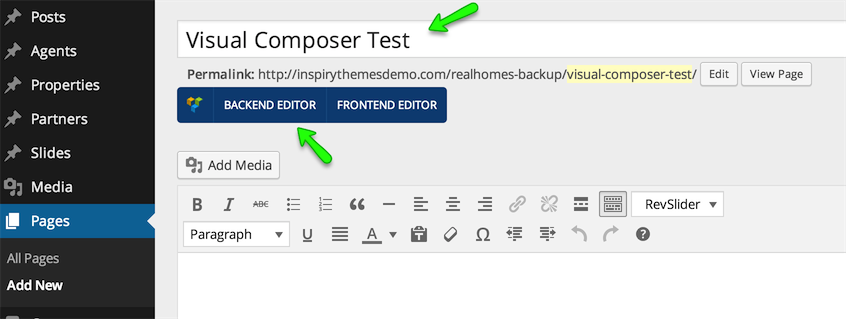 Posts
Agents
Properties
Partners
Slides
Media
Pages
All Pages
Add New
Visual Composer Test
Permalink: http://inspirythemesdemo.com/realhomes-backup/visual-composer-test/ Edit View Page
BACKEND EDITOR FRONTEND EDITOR
Add Media
B I ABC RevSlider
Paragraph U A Ω ?